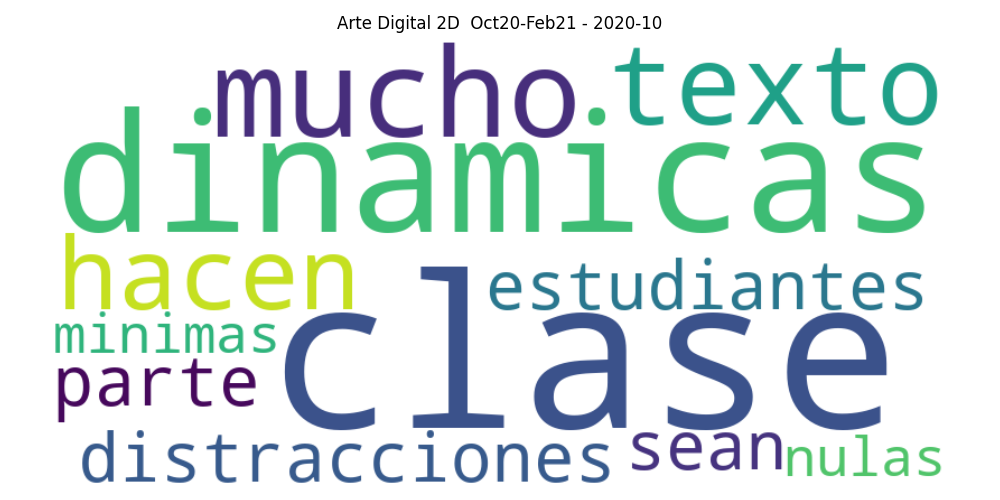 Arte Digital 2D  Oct20-Feb21 - 2020-10
mucho texto
dinamicas
hacen
estudiantes
minimas
clase
parte
distracciones sean nulas